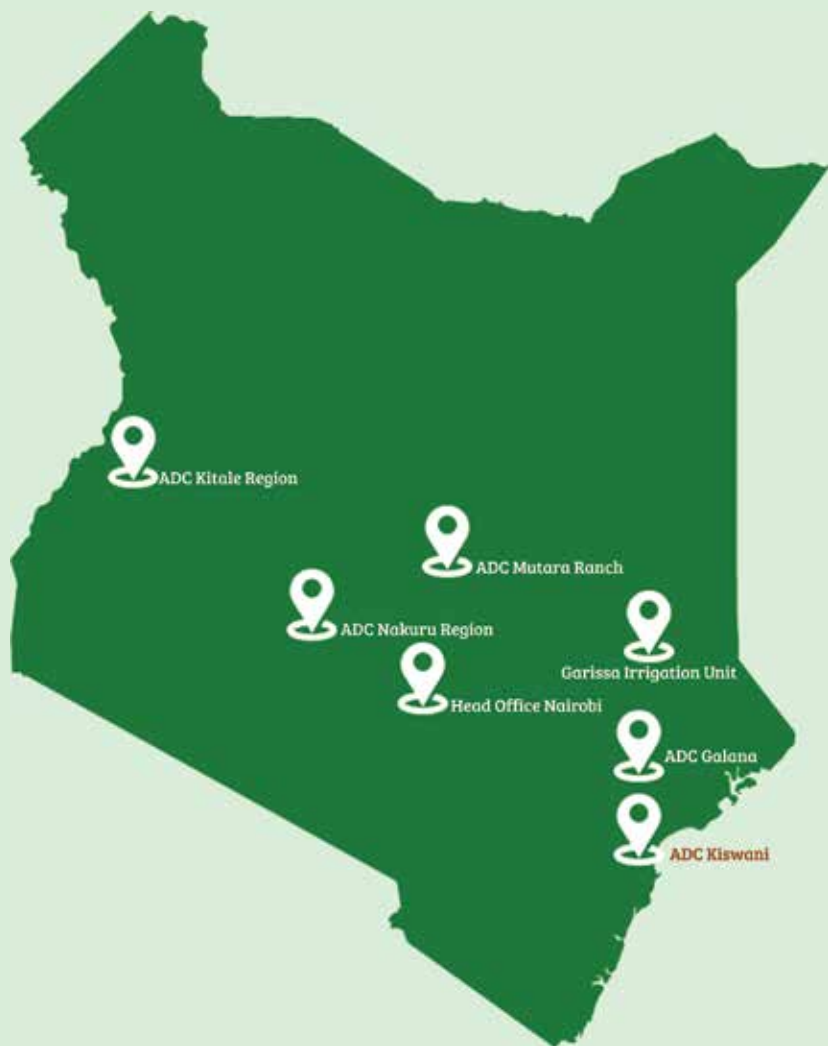 ADC Kitale Region
ADC Mutara Ranch
ADC Nakuru Region
Garissa Irrigation Unit
Head Office Nairobi
ADC Galana
ADC Kiswani